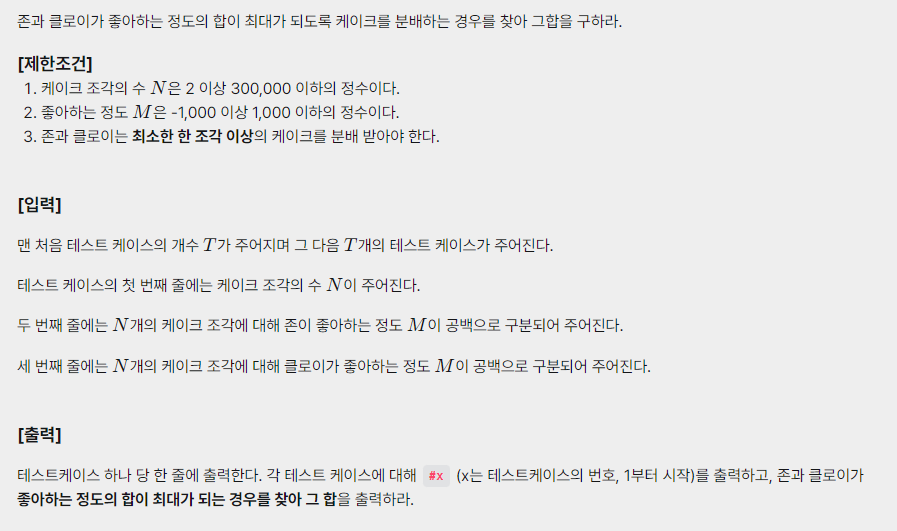 존과 클로이가 좋아하는 정도의 합이 최대가 되도록 케이크를 분배하는 경우를 찾아 그합을 구하라.
[제한조건]
1. 케이크 조각의 수 N은 2 이상 300,000 이하의 정수이다.
2. 좋아하는 정도 M은 -1,000 이상 1,000 이하의 정수이다.
3. 존과 클로이는 최소한 한 조각 이상의 케이크를 분배 받아야 한다.
[입력]
맨 처음 테스트 케이스의 개수 T가 주어지며 그 다음 T개의 테스트 케이스가 주어진다.
테스트 케이스의 첫 번째 줄에는 케이크 조각의 수 N이 주어진다.
두 번째 줄에는 N개의 케이크 조각에 대해 존이 좋아하는 정도 M이 공백으로 구분되어 주어진다.
세 번째 줄에는 N개의 케이크 조각에 대해 클로이가 좋아하는 정도 M이 공백으로 구분되어 주어진다.
[출력]
테스트케이스 하나 당 한 줄에 출력한다. 각 테스트 케이스에 대해 #x (x는 테스트케이스의 번호, 1부터 시작)를 출력하고, 존과 클로이가
좋아하는 정도의 합이 최대가 되는 경우를 찾아 그 합을 출력하라.